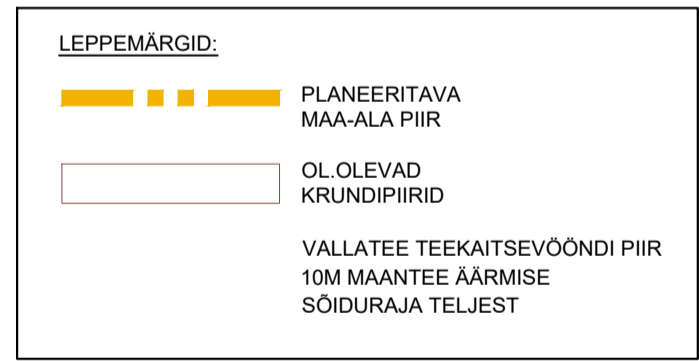 LEPPEMÄRGID:
PLANEERITAVA
MAA-ALA PIIR
OL.OLEVAD
KRUNDIPIIRID
VALLATEE TEEKAITSEVÖÖNDI PIIR
10M MAANTEE ÄÄRMISE
SÕIDURAJA TELJEST